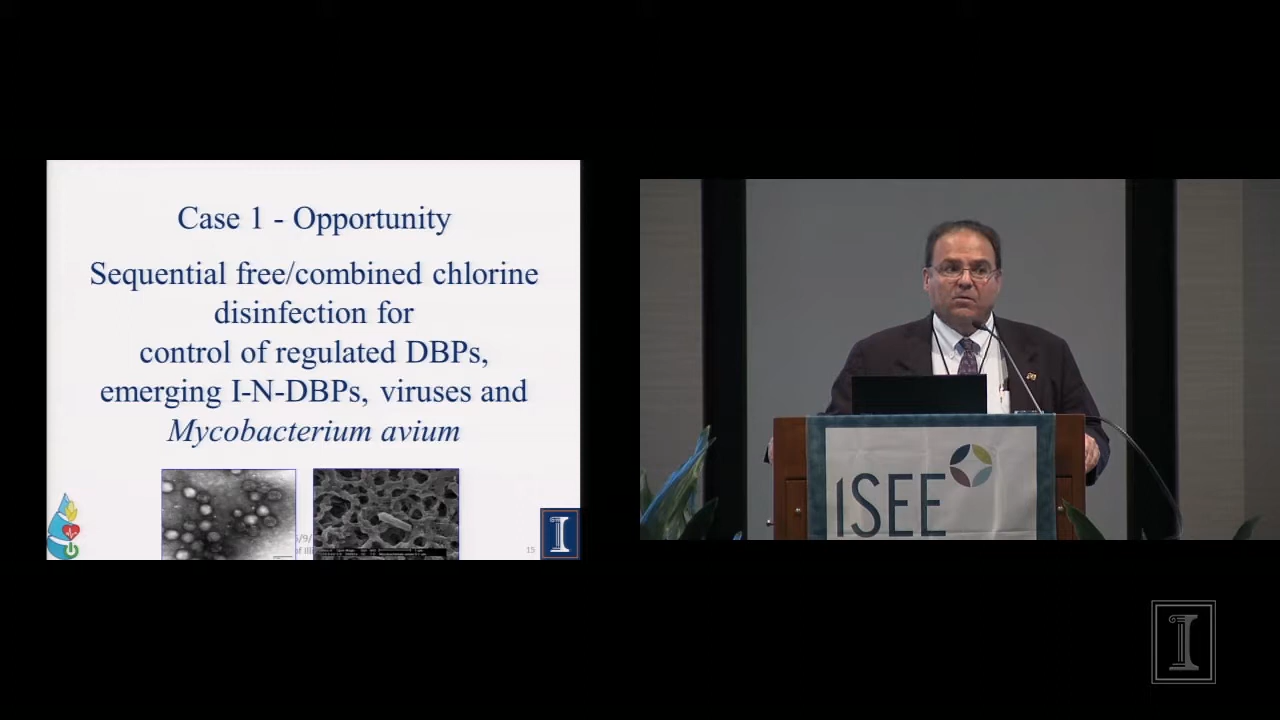 Case 1 - Opportunity
Sequential free/combined chlorine
disinfection for
control of regulated DBPs,
emerging I-N-DBPs, viruses and
Mycobacterium avium
15
ISEE